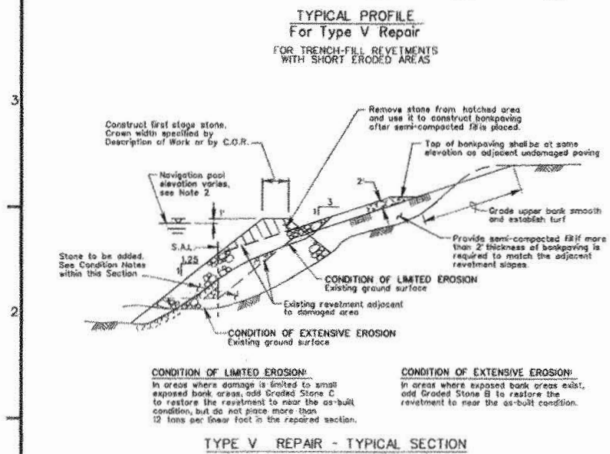 TYPICAL PROFILE
For Type V Repair
FOR TRENCH-FILL REVETMENTS
WITH SHORT ERODED AREAS
3
Construct first stage stone.
Crown width specified by
Description of Work or by C.O.R.
Remove stone from hatched area
and use it to construct bankpaving
after semi-compacted fill is placed.
Top of bankpaving shall be at same
elevation as adjacent undamaged paving
Navigation pool
elevation varies,
see Note 2
1'
3
1
2'
Grade upper bank smooth
and establish turf
S.A.L.
Stone to be added.
See Condition Notes
within this Section
1.25
1
Provide semi-compacted fill if more
than 2' thickness of bankpaving is
required to match the adjacent
revetment slopes.
CONDITION OF LIMITED EROSION
Existing ground surface
Existing revetment adjacent
to damaged area
2
CONDITION OF EXTENSIVE EROSION
Existing ground surface
CONDITION OF LIMITED EROSION:
In areas where damage is limited to small
exposed bank areas, add Graded Stone C
to restore the revetment to near the as-built
condition, but do not place more than
12 tons per linear foot in the repaired section.
CONDITION OF EXTENSIVE EROSION:
In areas where exposed bank areas exist,
add Graded Stone B to restore the
revetment to near the as-built condition.
TYPE V REPAIR - TYPICAL SECTION